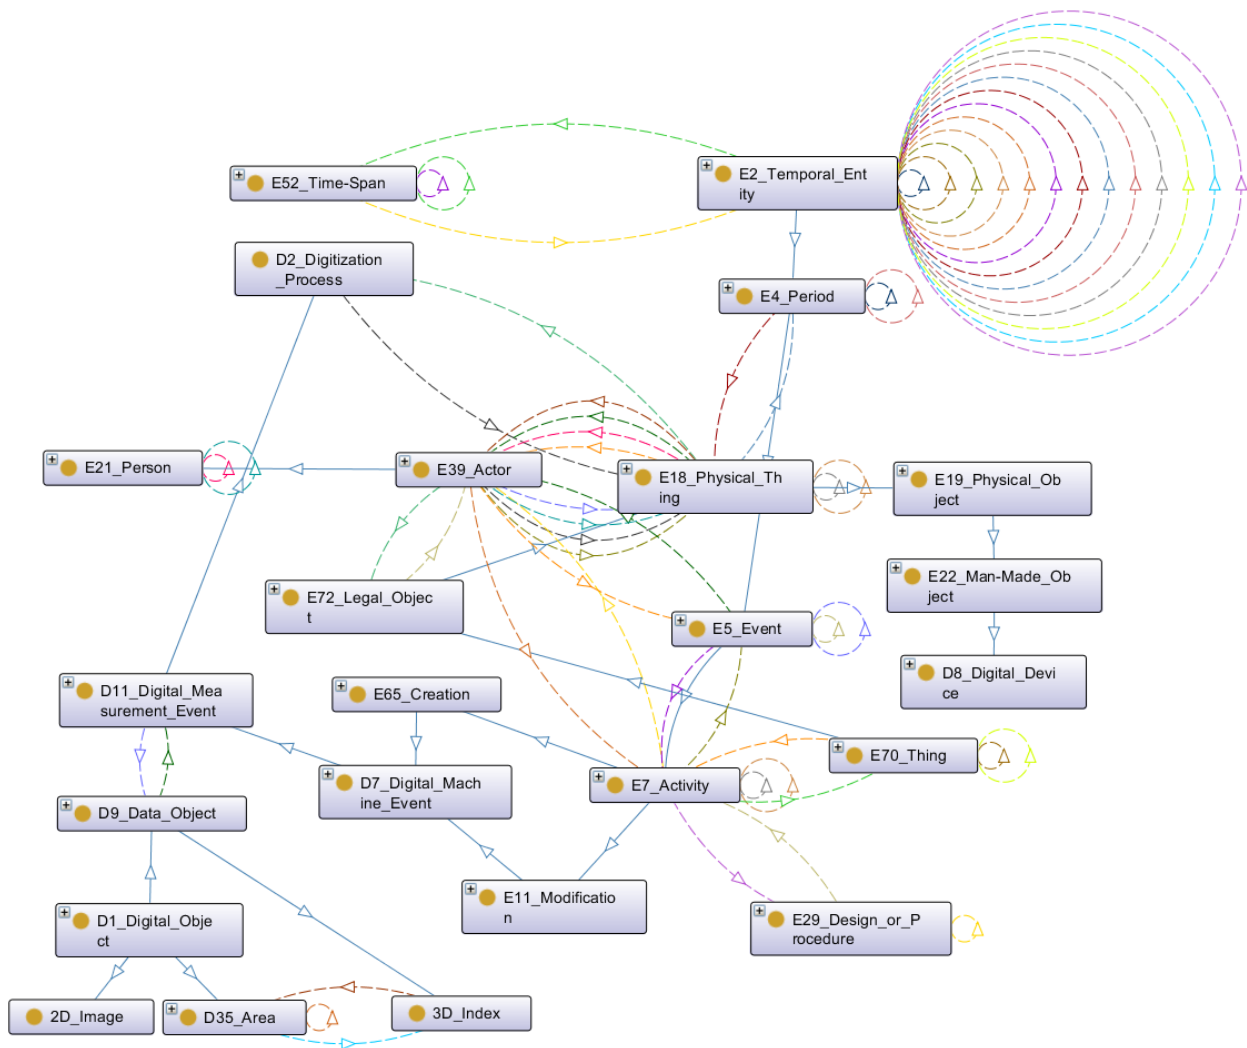 E2_Temporal_Ent
ity
E52_Time-Span
D2_Digitization
_Process
E4_Period
E21_Person
E39_Actor
E18_Physical_Th
ing
E19_Physical_Ob
ject
E22_Man-Made_Ob
ject
E72_Legal_Objec
t
E5_Event
D8_Digital_Devi
ce
D11_Digital_Mea
surement_Event
E65_Creation
E70_Thing
D7_Digital_Mach
ine_Event
E7_Activity
D9_Data_Object
E11_Modificatio
n
E29_Design_or_P
rocedure
D1_Digital_Obje
ct
2D_Image
D35_Area
3D_Index